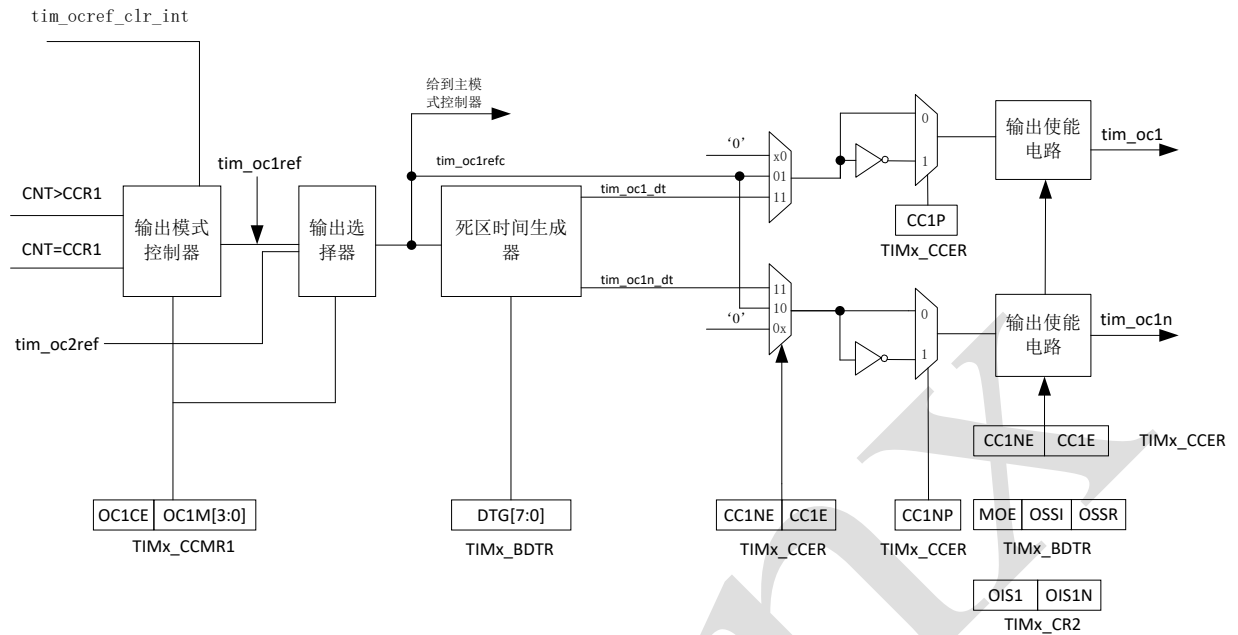 tim_ocref_clr_int
给到主模
式控制器
tim_oc1ref
CNT>CCR1
CNT=CCR1
输出模式
控制器
输出选
择器
tim_oc2ref
tim_oc1refc
死区时间生成
器
tim_oc1_dt
tim_oc1n_dt
‘0’
x0
01
11
11
10
‘0’
0x
0
1
CC1P
TIMx_CCER
0
1
输出使能
电路
tim_oc1
输出使能
电路
tim_oc1n
CC1NE CC1E TIMx_CCER
OC1CE OC1M[3:0]
TIMx_CCMR1
DTG[7:0]
TIMx_BDTR
CC1NE CC1E
TIMx_CCER
CC1NP
TIMx_CCER
MOE OSSI OSSR
TIMx_BDTR
OIS1 OIS1N
TIMx_CR2